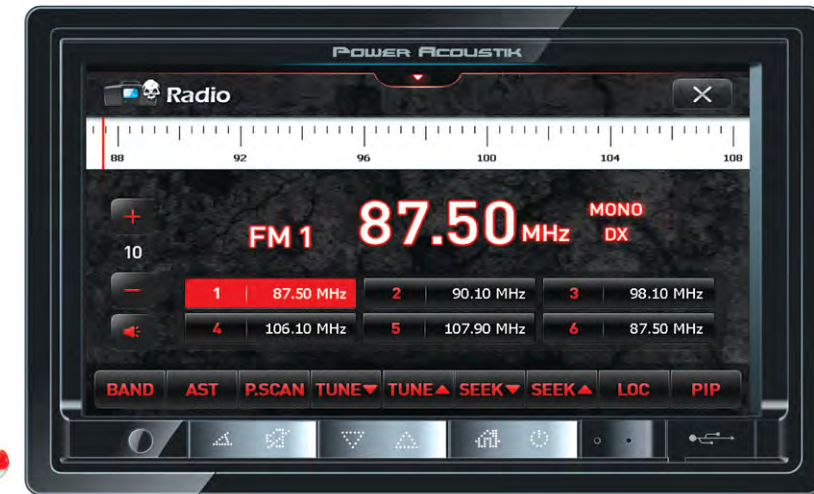 POWER ACOUSTIK
Radio
88 92 96 100 104 108
FM 1 87.50 MHz MONO
DX
+
10
−
1 87.50 MHz 2 90.10 MHz 3 98.10 MHz
4 106.10 MHz 5 107.90 MHz 6 87.50 MHz
BAND AST P.SCAN TUNE▼ TUNE▲ SEEK▼ SEEK▲ LOC PIP